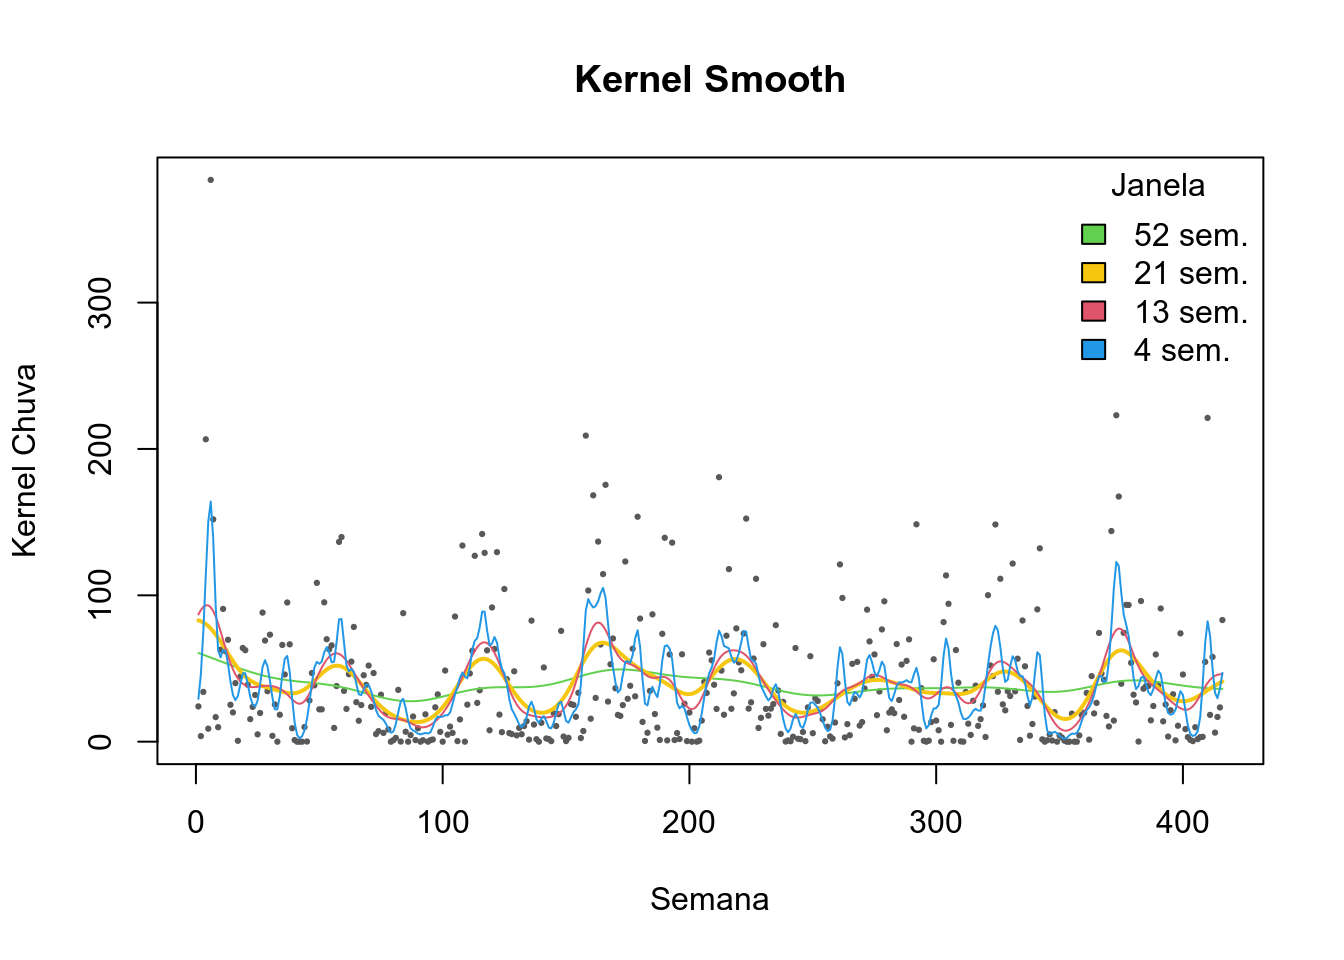 Kernel Smooth
Janela
52 sem.
21 sem.
13 sem.
4 sem.
Kernel Chuva
300
200
100
0
0 100 200 300 400
Semana